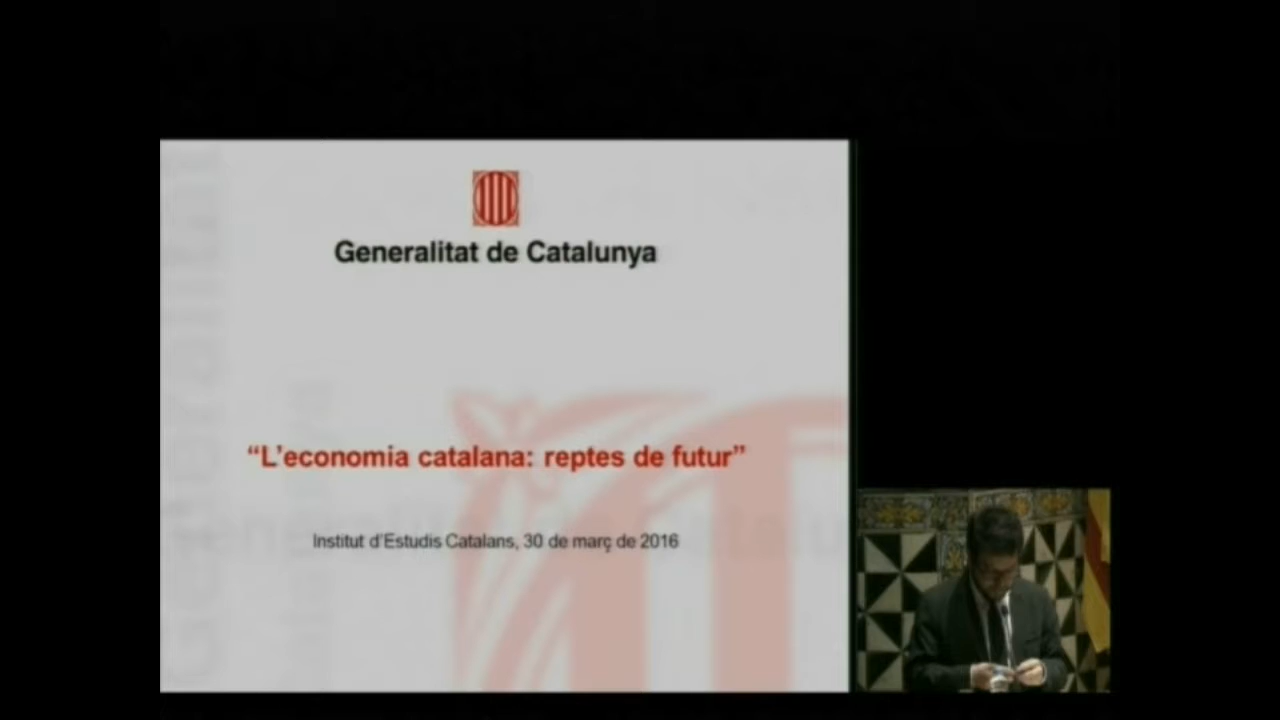 Generalitat de Catalunya
“L’economia catalana: reptes de futur”
Institut d’Estudis Catalans, 30 de març de 2016